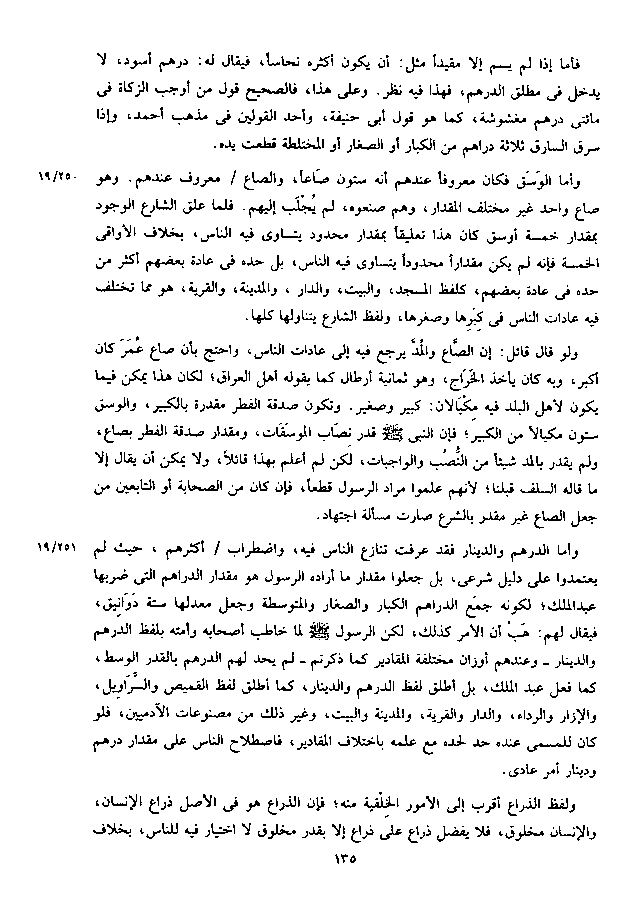 فأما إذا لم يسم إلا مقيداً مثل: أن يكون أكثره نحاساً، فيقال له: درهم أسود، لا
يدخل فى مطلق الدرهم، فهذا فيه نظر. وعلى هذا، فالصحيح قول من أوجب الزكاة فى
مائتى درهم مغشوشة، كما هو قول أبى حنيفة، وأحد القولين فى مذهب أحمد، وإذا
سرق السارق ثلاثة دراهم من الكبار أو الصغار أو المختلطة قطعت يده.
وأما الوَسَق فكان معروفاً عندهم أنه ستون صَاعاً، والصاع / معروف عندهم. وهو ١٩/٢٥٠
صاع واحد غير مختلف المقدار، وهم صنعوه، لم يُجْلَب إليهم. فلما علق الشارع الوجود
بمقدار خمسة أوسق كان هذا تعليقاً بمقدار محدود يتساوى فيه الناس، بخلاف الأواقى
الخمسة فإنه لم يكن مقداراً محدوداً يتساوى فيه الناس، بل حده فى عادة بعضهم أكثر من
حده فى عادة بعضهم، كلفظ المسجد، والبيت، والدار ، والمدينة، والقرية، هو مما تختلف
فيه عادات الناس فى كِبَرِها وصغرها، ولفظ الشارع يتناولها كلها.
ولو قال قائل: إن الصَّاع والمُدَّ يرجع فيه إلى عادات الناس، واحتج بأن صاع عُمَرَ كان
أكبر، وبه كان يأخذ الخَرَاج، وهو ثمانية أرطال كما يقوله أهل العراق؛ لكان هذا يمكن فيما
يكون لأهل البلد فيه مكْيَالان: كبير وصغير. وتكون صدقة الفطر مقدرة بالكبير، والوسق
ستون مكيالاً من الكبير؛ فإن النبى ﷺ قدر نصَاب الموسَقَات، ومقدار صدقة الفطر بصاع،
ولم يقدر بالمد شيئاً من النُّصُب والواجبات، لكن لم أعلم بهذا قائلاً، ولا يمكن أن يقال إلا
ما قاله السلف قبلنا؛ لأنهم علموا مراد الرسول قطعاً، فإن كان من الصحابة أو التابعين من
جعل الصاع غير مقدر بالشرع صارت مسألة اجتهاد.
وأما الدرهم والدينار فقد عرفت تنازع الناس فيه، واضطراب / أكثرهم ، حيث لم ١٩/٢٥١
يعتمدوا على دليل شرعى، بل جعلوا مقدار ما أراده الرسول هو مقدار الدراهم التى ضربها
عبدالملك؛ لكونه جمَع الدراهم الكبار والصغار والمتوسطة وجعل معدلها ستة دَوَانِيق،
فيقال لهم: هَبْ أن الأمر كذلك، لكن الرسول ﷺ لما خاطب أصحابه وأمته بلفظ الدرهم
والدينار ـ وعندهم أوزان مختلفة المقادير كما ذكرتم ـ لم يحد لهم الدرهم بالقدر الوسط،
كما فعل عبد الملك، بل أطلق لفظ الدرهم والدينار، كما أطلق لفظ القميص والسَّرَاوِيل،
والإزار والرداء، والدار والقرية، والمدينة والبيت، وغير ذلك من مصنوعات الآدميين، فلو
كان للمسمى عنده حد لحده مع علمه باختلاف المقادير، فاصطلاح الناس على مقدار درهم
ودينار أمر عادى.
ولفظ الذراع أقرب إلى الأمور الخِلْقية منه؛ فإن الذراع هو فى الأصل ذراع الإنسان،
والإنسان مخلوق، فلا يفضل ذراع على ذراع إلا بقدر مخلوق لا اختيار فيه للناس، بخلاف
١٣٥